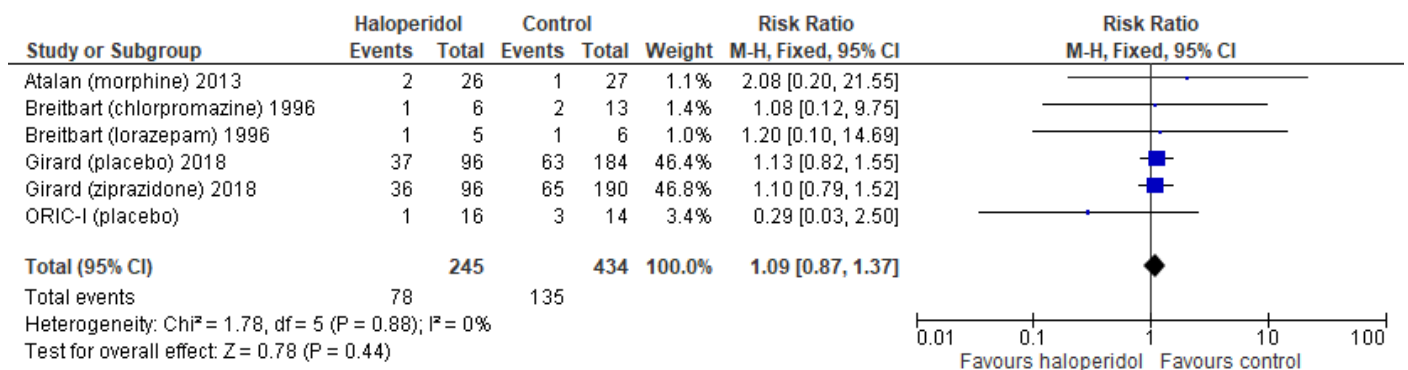 Haloperidol Control Risk Ratio Risk Ratio
Study or Subgroup Events Total Events Total Weight M-H, Fixed, 95% CI M-H, Fixed, 95% CI
Atalan (morphine) 2013 2 26 1 27 1.1% 2.08 [0.20, 21.55]
Breitbart (chlorpromazine) 1996 1 6 2 13 1.4% 1.08 [0.12, 9.75]
Breitbart (lorazepam) 1996 1 5 1 6 1.0% 1.20 [0.10, 14.69]
Girard (placebo) 2018 37 96 63 184 46.4% 1.13 [0.82, 1.55]
Girard (ziprazidone) 2018 36 96 65 190 46.8% 1.10 [0.79, 1.52]
ORIC-I (placebo) 1 16 3 14 3.4% 0.29 [0.03, 2.50]
Total (95% CI) 245 434 100.0% 1.09 [0.87, 1.37]
Total events 78 135
Heterogeneity: Chi² = 1.78, df = 5 (P = 0.88); I² = 0%
Test for overall effect: Z = 0.78 (P = 0.44)
0.01 0.1 1 10 100
Favours haloperidol Favours control